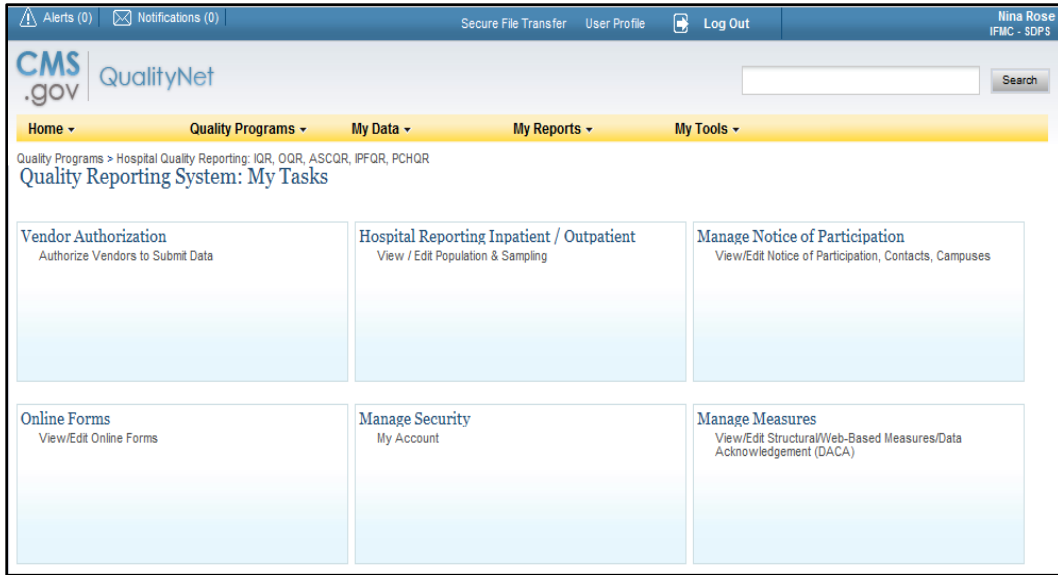 Alerts (0) Notifications (0) Secure File Transfer User Profile Log Out Nina Rose
IFMC - SDPS
CMS
.gov
QualityNet
Search
Home Quality Programs My Data My Reports My Tools
Quality Programs > Hospital Quality Reporting: IQR, OQR, ASCQR, IPFQR, PCHQR
Quality Reporting System: My Tasks
Vendor Authorization
Authorize Vendors to Submit Data
Hospital Reporting Inpatient / Outpatient
View / Edit Population & Sampling
Manage Notice of Participation
View/Edit Notice of Participation, Contacts, Campuses
Online Forms
View/Edit Online Forms
Manage Security
My Account
Manage Measures
View/Edit Structural/Web-Based Measures/Data
Acknowledgement (DACA)